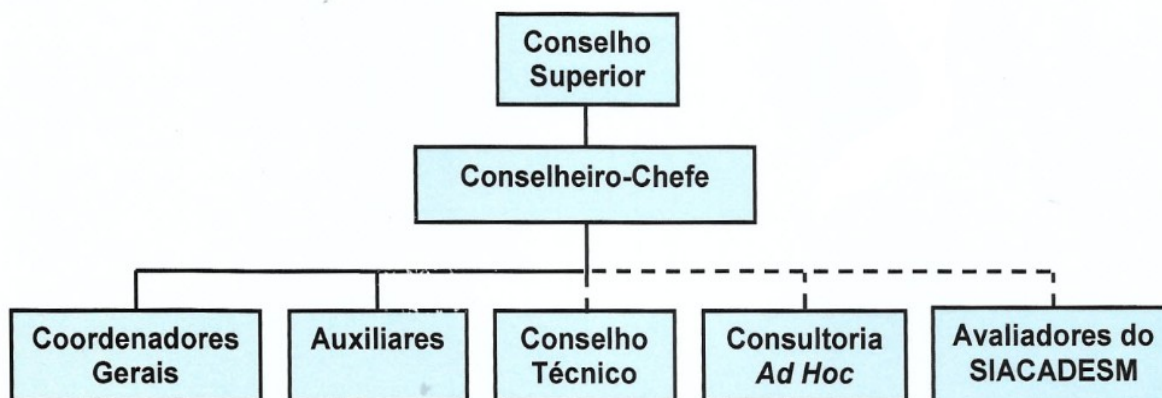 Conselho
Superior
Conselheiro-Chefe
Coordenadores
Gerais
Auxiliares
Conselho
Técnico
Consultoria
Ad Hoc
Avaliadores do
SIACADESM